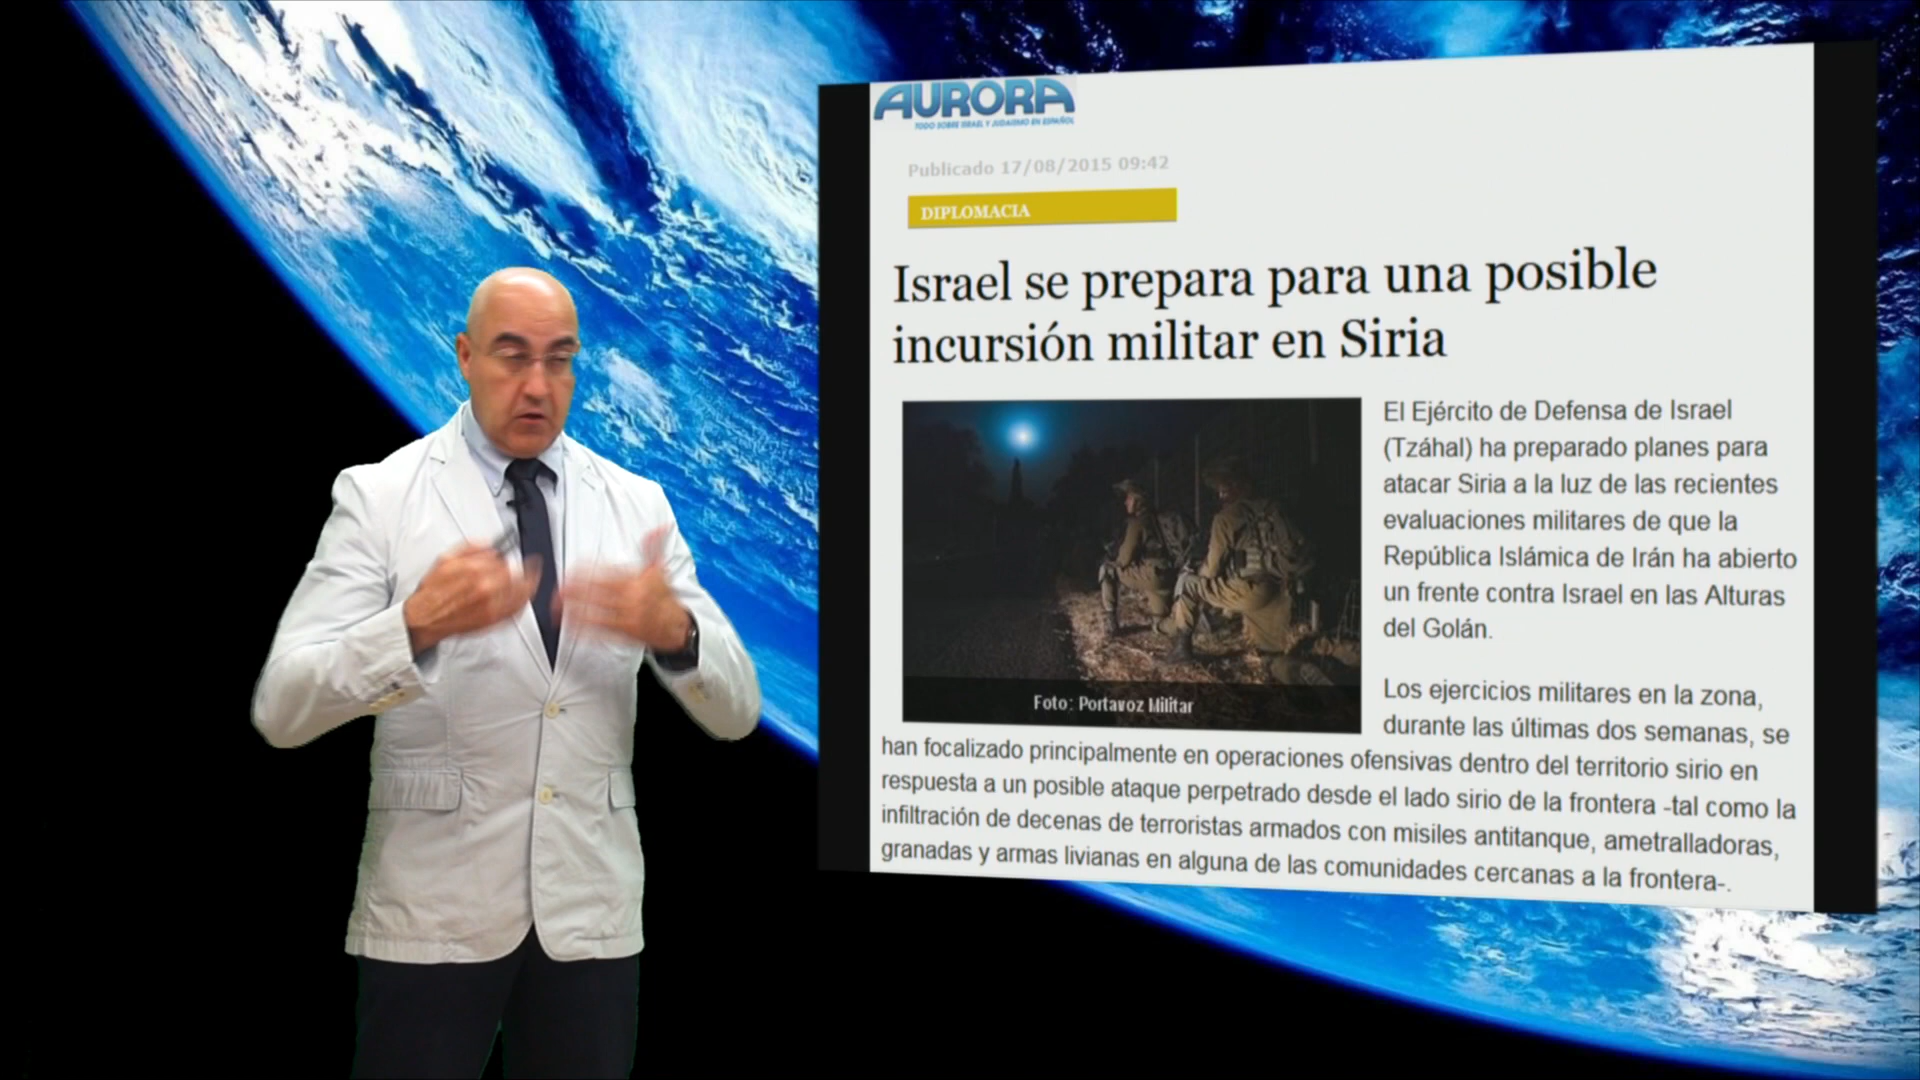 AURORA
TODO SOBRE ISRAEL Y JUDAISMO EN ESPAÑOL
Publicado 17/08/2015 09:42
DIPLOMACIA
Israel se prepara para una posible
incursión militar en Siria
El Ejército de Defensa de Israel
(Tzáhal) ha preparado planes para
atacar Siria a la luz de las recientes
evaluaciones militares de que la
República Islámica de Irán ha abierto
un frente contra Israel en las Alturas
del Golán.
Foto: Portavoz Militar
Los ejercicios militares en la zona,
durante las últimas dos semanas, se
han focalizado principalmente en operaciones ofensivas dentro del territorio sirio en
respuesta a un posible ataque perpetrado desde el lado sirio de la frontera -tal como la
infiltración de decenas de terroristas armados con misiles antitanque, ametralladoras,
granadas y armas livianas en alguna de las comunidades cercanas a la frontera-.